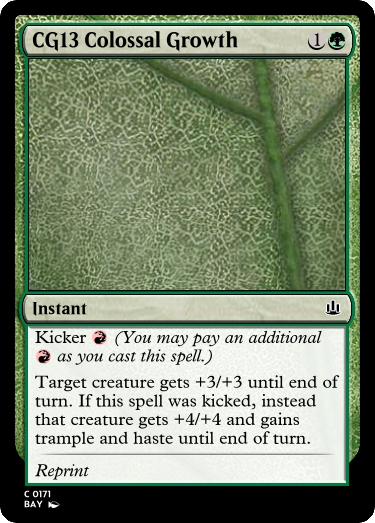 CG13 Colossal Growth 1
Instant
Kicker (You may pay an additional
as you cast this spell.)
Target creature gets +3/+3 until end of
turn. If this spell was kicked, instead
that creature gets +4/+4 and gains
trample and haste until end of turn.
Reprint
C 0171
BAY